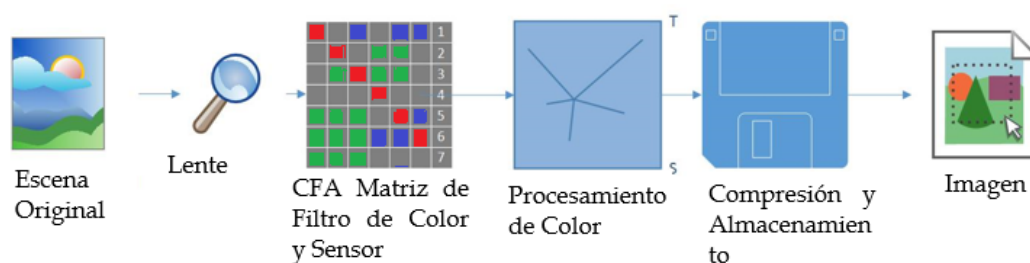 1
2
3
4
5
6
7
T
S
Escena
Original
Lente
CFA Matriz de
Filtro de Color
y Sensor
Procesamiento
de Color
Compresión y
Almacenamien
to
Imagen